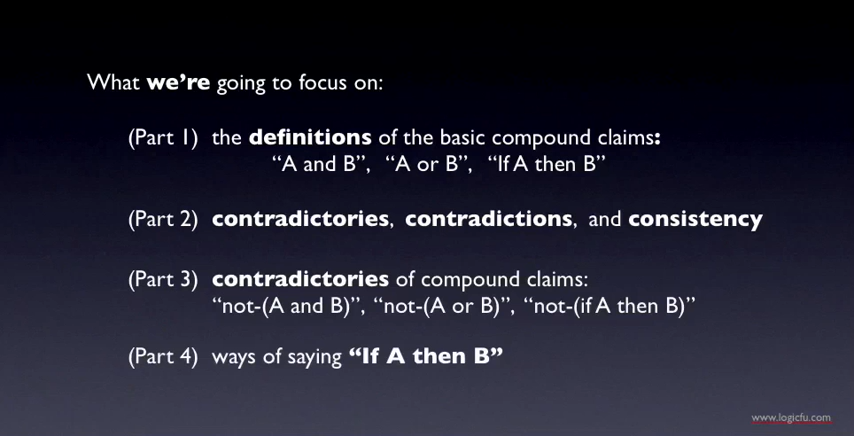 What we're going to focus on:
(Part 1) the definitions of the basic compound claims:
“A and B”, “A or B”, “If A then B”
(Part 2) contradictories, contradictions, and consistency
(Part 3) contradictories of compound claims:
“not-(A and B)”, “not-(A or B)”, “not-(if A then B)”
(Part 4) ways of saying “If A then B”
www.logicfu.com